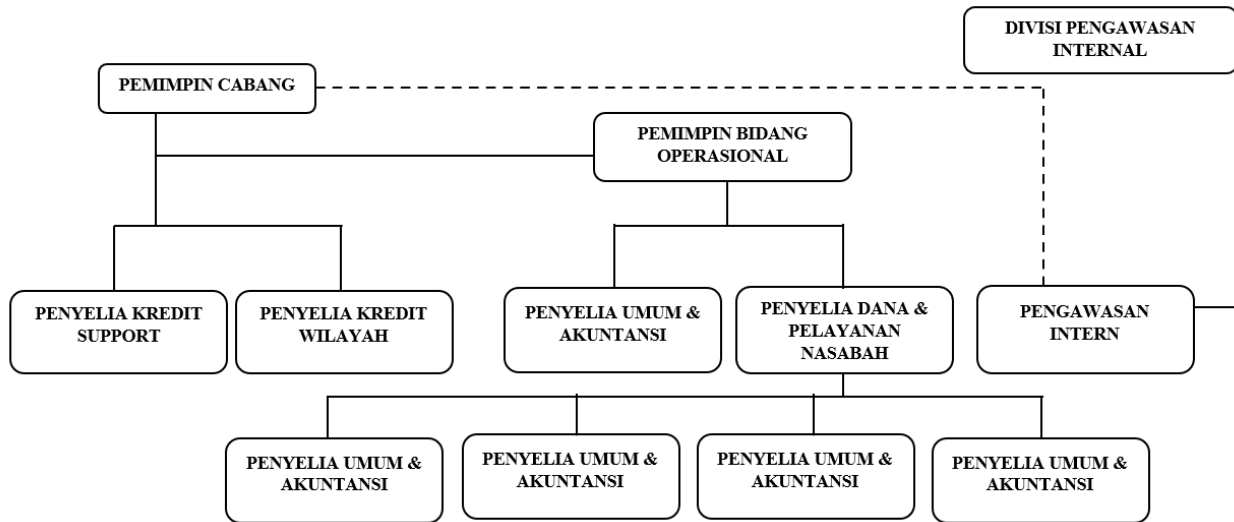 DIVISI PENGAWASAN
INTERNAL
PEMIMPIN CABANG
PEMIMPIN BIDANG
OPERASIONAL
PENYELIA KREDIT
SUPPORT
PENYELIA KREDIT
WILAYAH
PENYELIA UMUM &
AKUNTANSI
PENYELIA DANA &
PELAYANAN
NASABAH
PENGAWASAN
INTERN
PENYELIA UMUM &
AKUNTANSI
PENYELIA UMUM &
AKUNTANSI
PENYELIA UMUM &
AKUNTANSI
PENYELIA UMUM &
AKUNTANSI